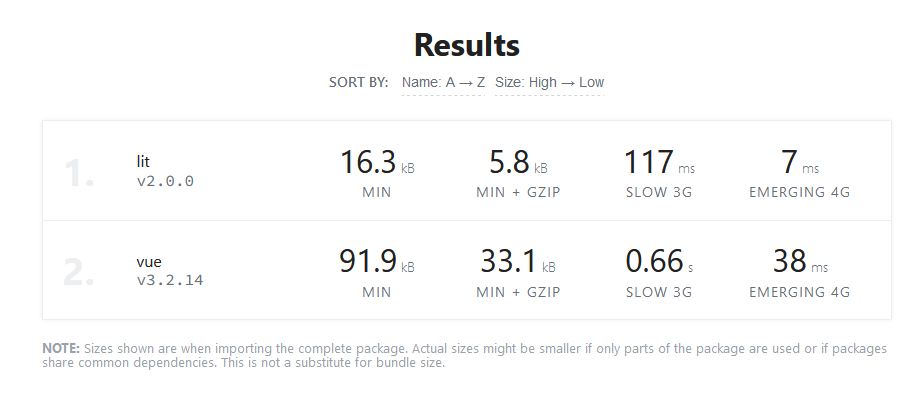 Results
SORT BY: Name: A → Z Size: High → Low
1. lit 16.3 kB 5.8 kB 117 ms 7 ms
v2.0.0 MIN MIN + GZIP SLOW 3G EMERGING 4G
2. vue 91.9 kB 33.1 kB 0.66 s 38 ms
v3.2.14 MIN MIN + GZIP SLOW 3G EMERGING 4G
NOTE: Sizes shown are when importing the complete package. Actual sizes might be smaller if only parts of the package are used or if packages
share common dependencies. This is not a substitute for bundle size.